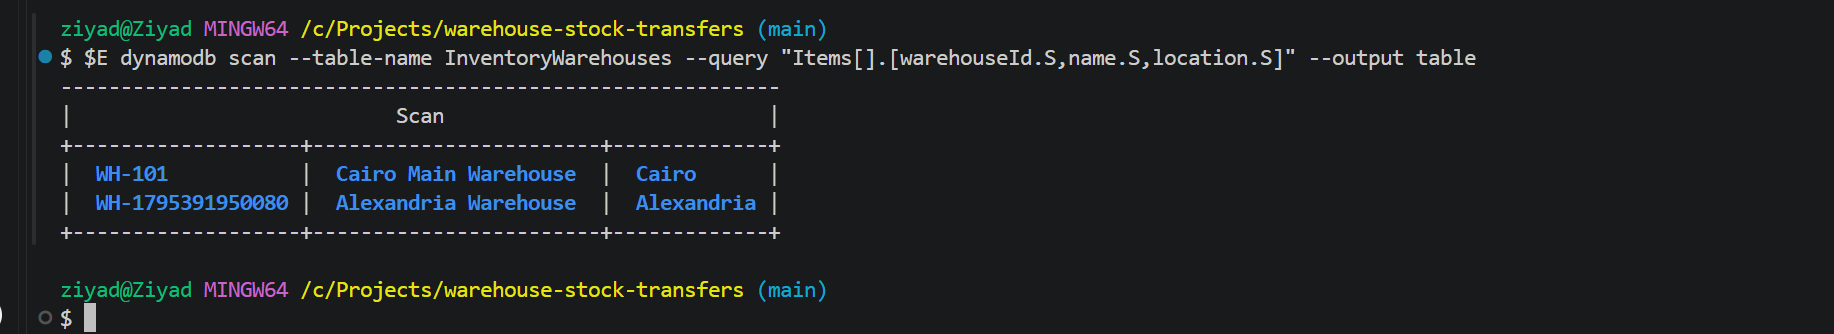 ziyad@Ziyad MINGW64 /c/Projects/warehouse-stock-transfers (main)
$ $E dynamodb scan --table-name InventoryWarehouses --query "Items[].[warehouseId.S,name.S,location.S]" --output table
------------------------------------------------------------
|                           Scan                           |
+-------------------+------------------------+-------------+
|  WH-101           |  Cairo Main Warehouse  |  Cairo      |
|  WH-1795391950080 |  Alexandria Warehouse  |  Alexandria |
+-------------------+------------------------+-------------+
ziyad@Ziyad MINGW64 /c/Projects/warehouse-stock-transfers (main)
$